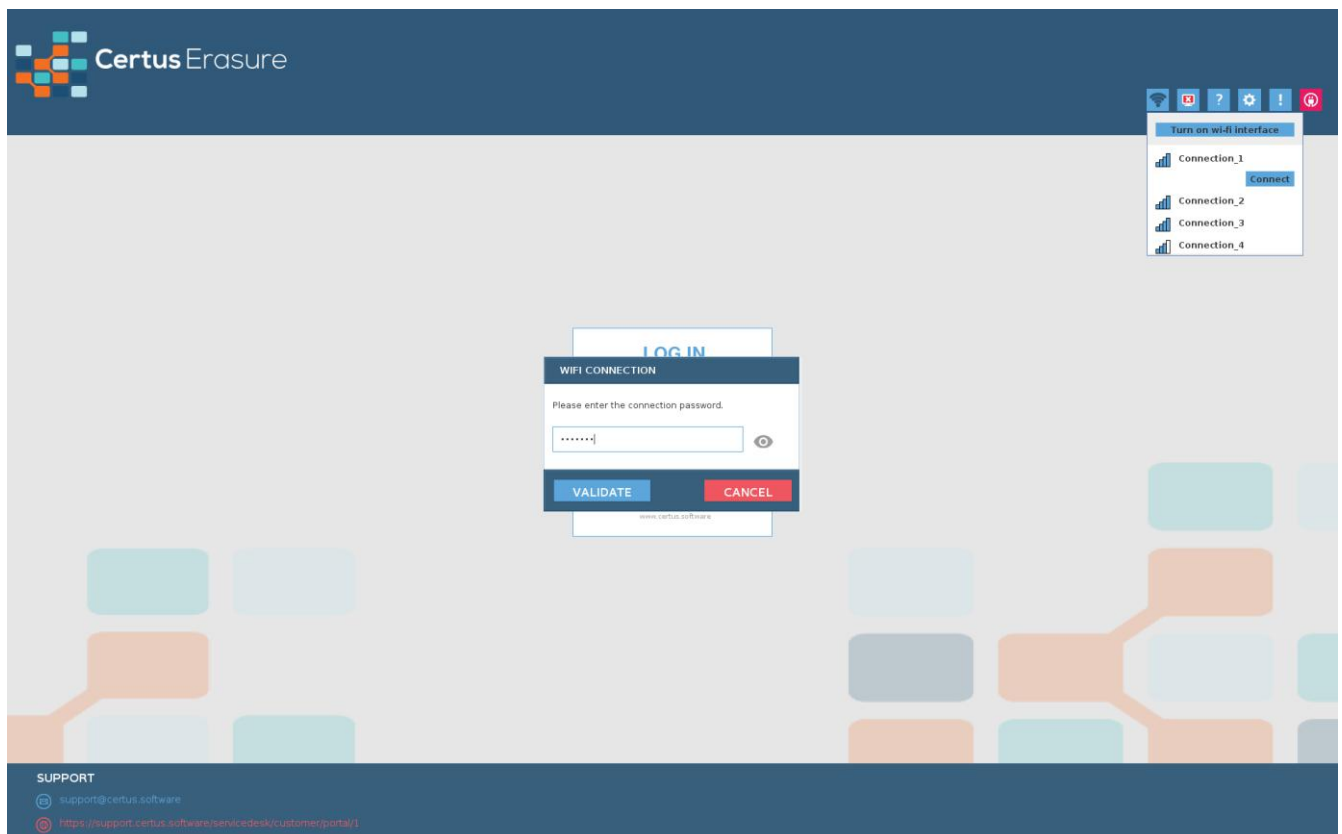 Certus Erasure
?
!
Turn on wi-fi interface
Connection_1
Connect
Connection_2
Connection_3
Connection_4
LOG IN
WIFI CONNECTION
Please enter the connection password.
•••••••
VALIDATE
CANCEL
www.certus.software
SUPPORT
support@certus.software
https://support.certus.software/servicedesk/customer/portal/1